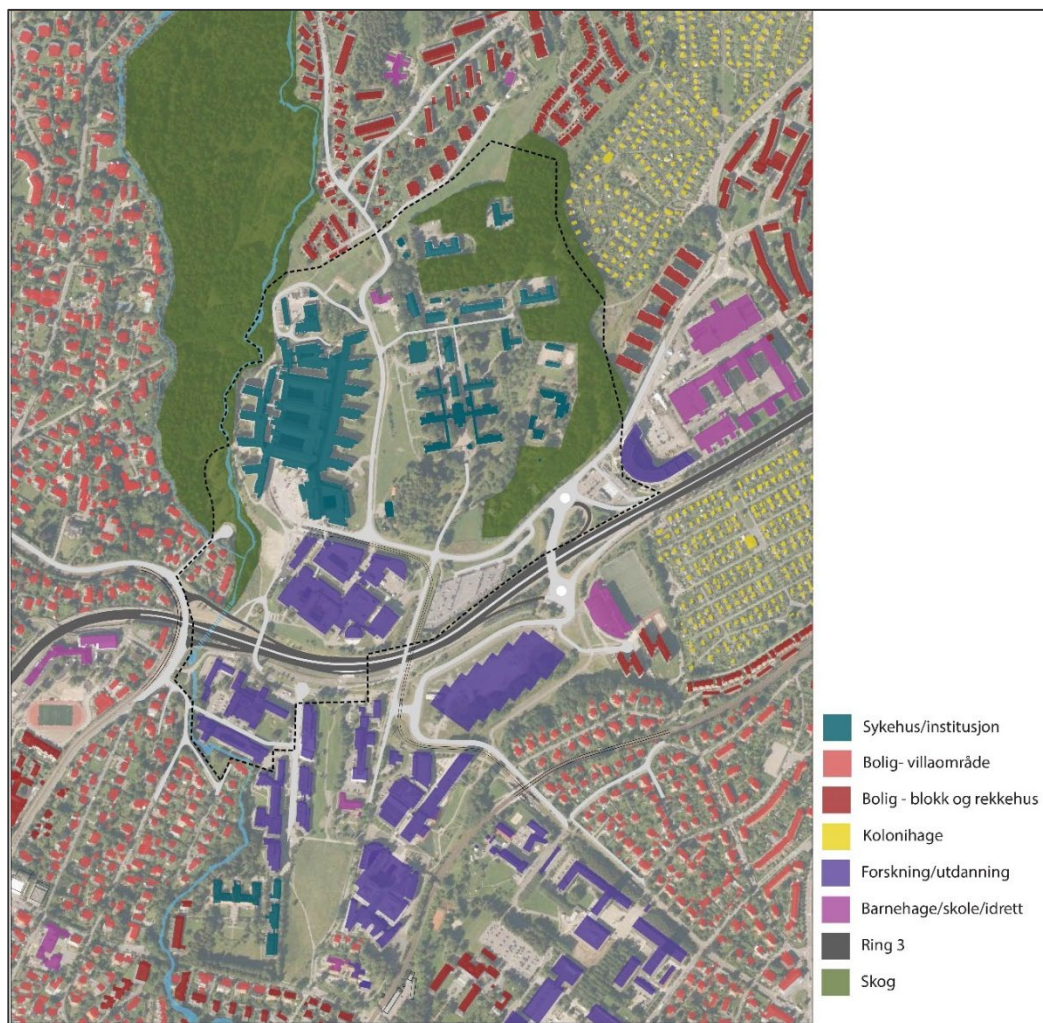 Sykehus/institusjon
Bolig- villaområde
Bolig - blokk og rekkehus
Kolonihage
Forskning/utdanning
Barnehage/skole/idrett
Ring 3
Skog